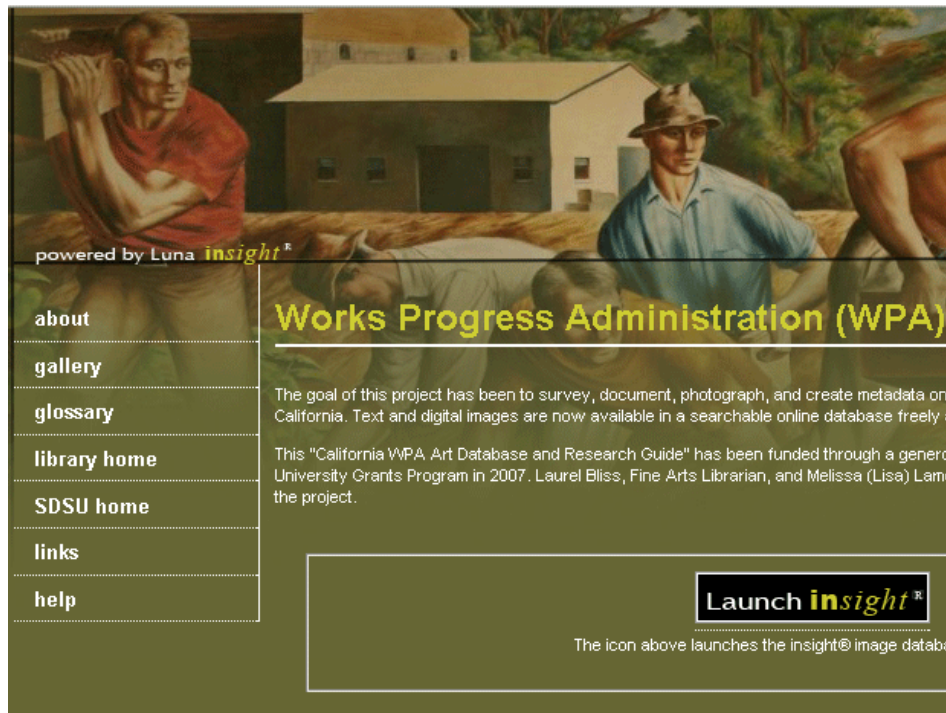 powered by Luna insight®
about
gallery
glossary
library home
SDSU home
links
help
Works Progress Administration (WPA)
The goal of this project has been to survey, document, photograph, and create metadata on
California. Text and digital images are now available in a searchable online database freely
This "California WPA Art Database and Research Guide" has been funded through a
University Grants Program in 2007. Laurel Bliss, Fine Arts Librarian, and Melissa (Lisa)
the project.
Launch insight®
The icon above launches the insight® image